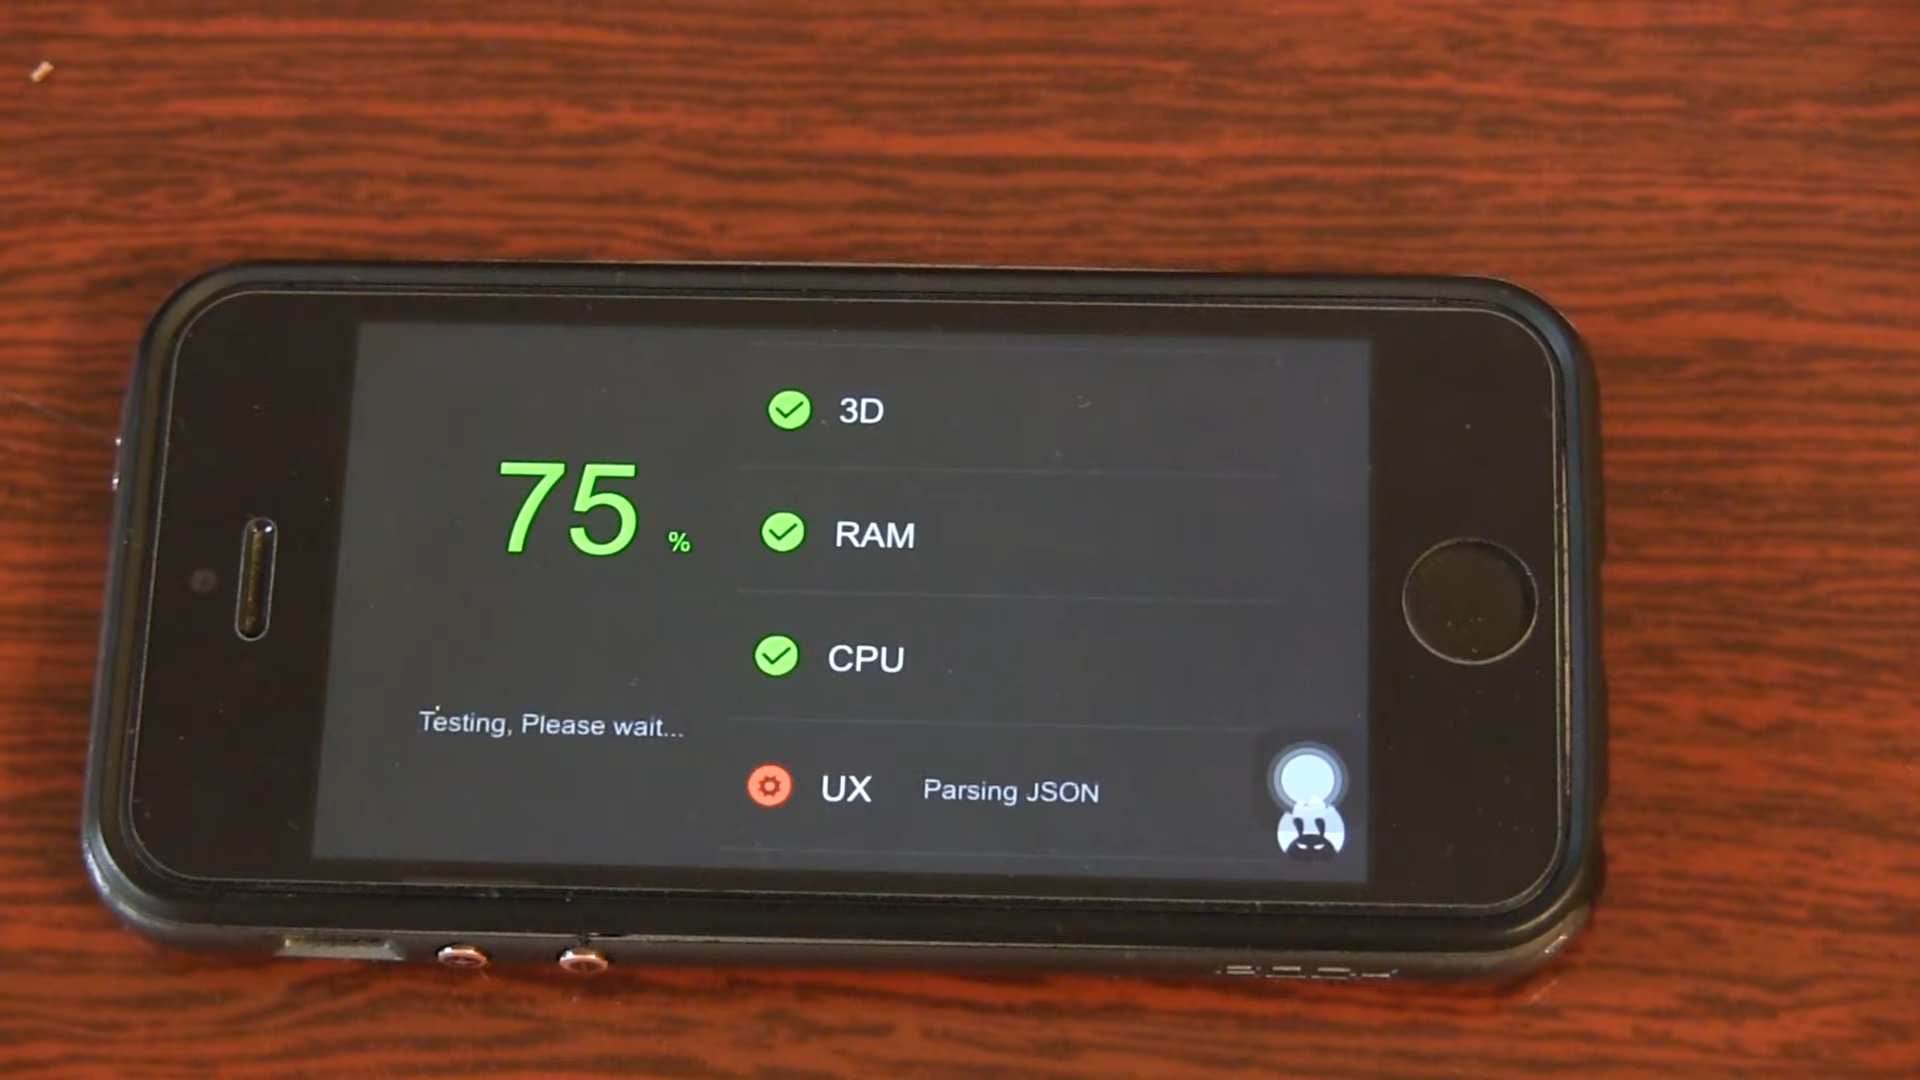 75 %
Testing, Please wait...
3D
RAM
CPU
UX Parsing JSON